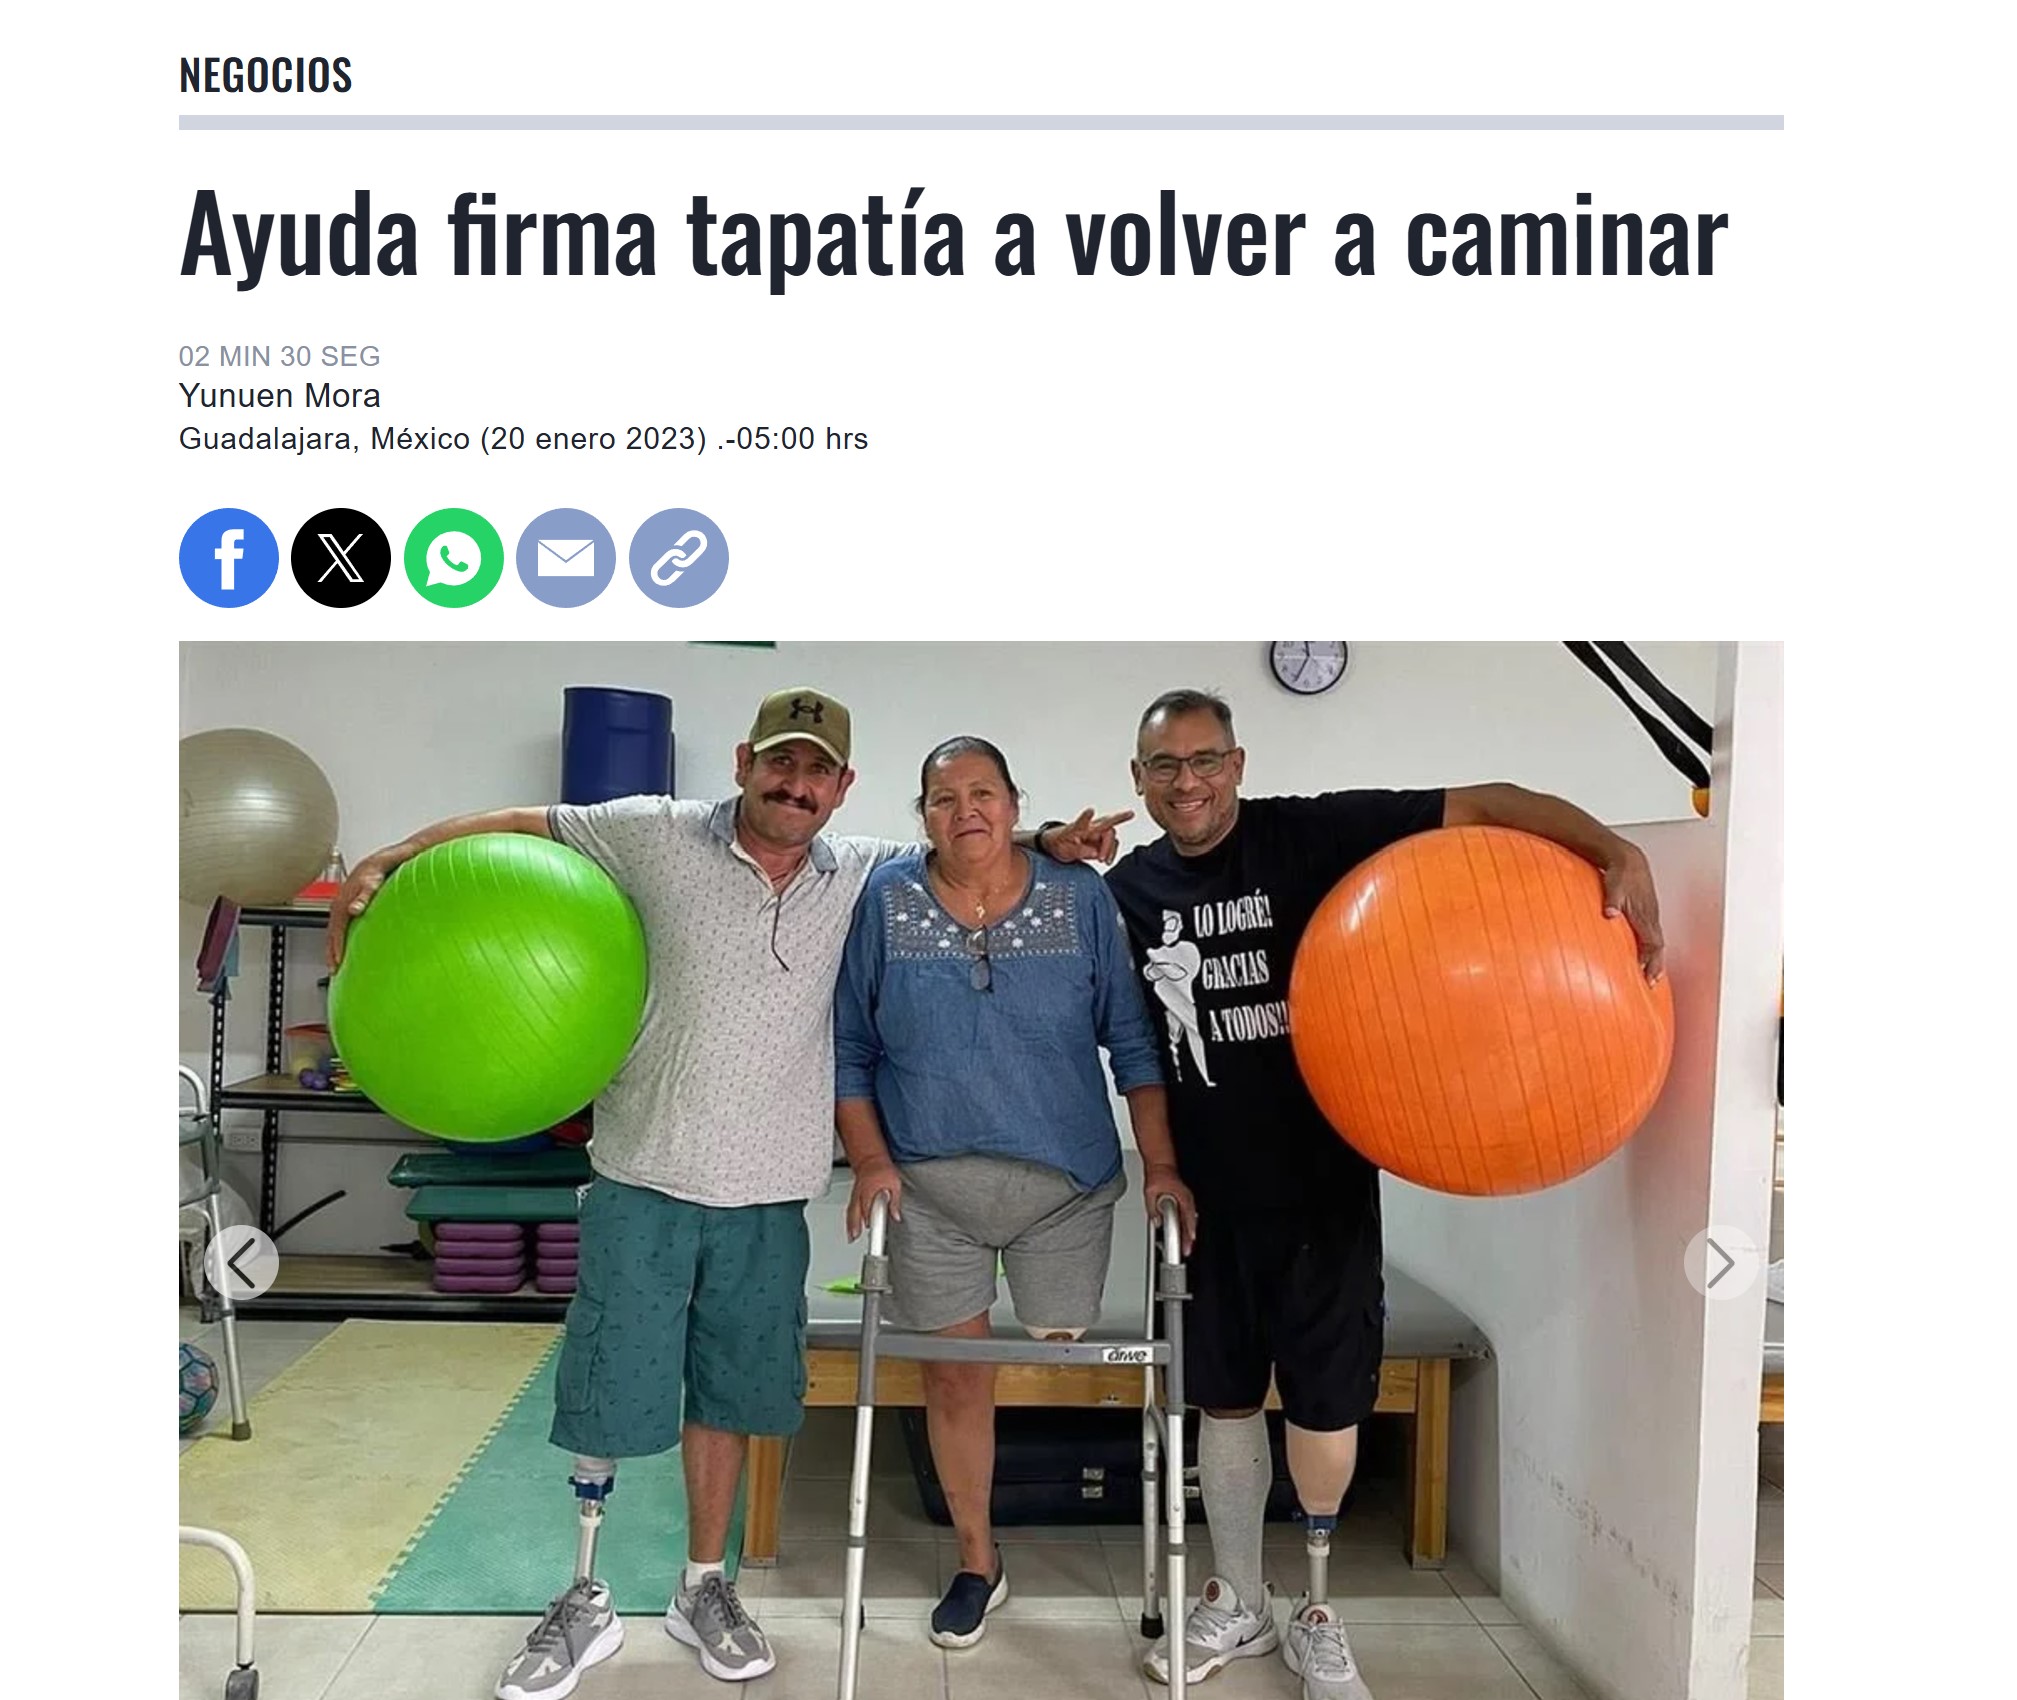 NEGOCIOS
Ayuda firma tapatía a volver a caminar
02 MIN 30 SEG
Yunuen Mora
Guadalajara, México (20 enero 2023) .-05:00 hrs
LO LOGRÉ!
GRACIAS
A TODOS!!
drive